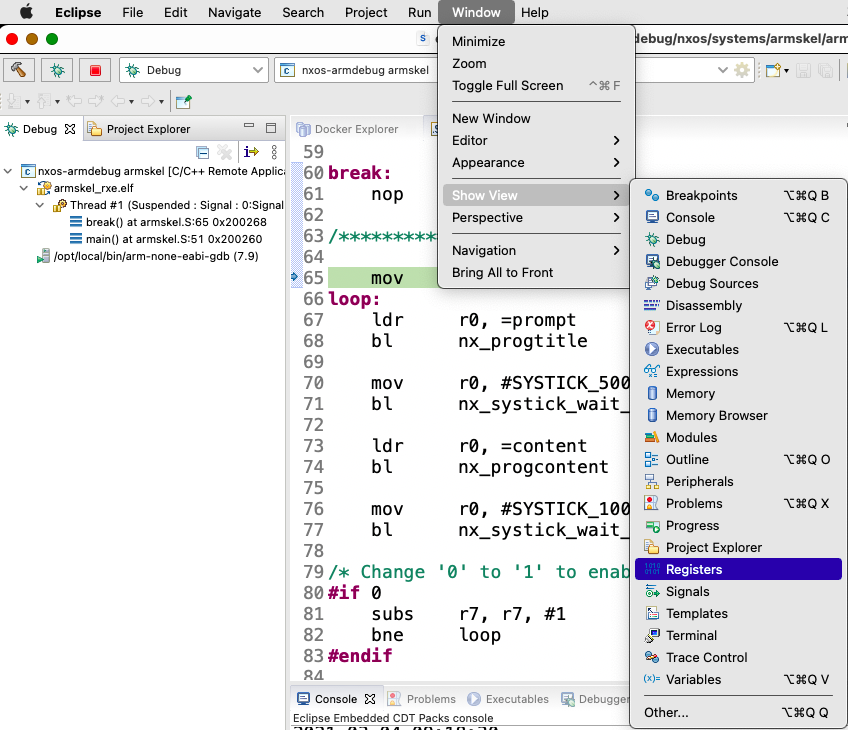 Eclipse File Edit Navigate Search Project Run Window Help
debug/nxos/systems/armskel/arm
Debug
nxos-armdebug armskel
Debug
Project Explorer
nxos-armdebug armskel [C/C++ Remote Applica
armskel_rxe.elf
Thread #1 (Suspended : Signal : 0:Signal
break() at armskel.S:65 0x200268
main() at armskel.S:51 0x200260
/opt/local/bin/arm-none-eabi-gdb (7.9)
Minimize
Zoom
Toggle Full Screen ^⌘F
New Window
Editor
Appearance
Show View
Perspective
Navigation
Bring All to Front
Docker Explorer
59
60 break:
61 nop
62
63 /**********
64
65 mov
66 loop:
67 ldr r0, =prompt
68 bl nx_progtitle
69
70 mov r0, #SYSTICK_500
71 bl nx_systick_wait_
72
73 ldr r0, =content
74 bl nx_progcontent
75
76 mov r0, #SYSTICK_100
77 bl nx_systick_wait_
78
79 /* Change '0' to '1' to enab
80 #if 0
81 subs r7, r7, #1
82 bne loop
83 #endif
84
Breakpoints ⌥⌘Q B
Console ⌥⌘Q C
Debug
Debugger Console
Debug Sources
Disassembly
Error Log ⌥⌘Q L
Executables
Expressions
Memory
Memory Browser
Modules
Outline ⌥⌘Q O
Peripherals
Problems ⌥⌘Q X
Progress
Project Explorer
Registers
Signals
Templates
Terminal
Trace Control
Variables ⌥⌘Q V
Other... ⌥⌘Q Q
Console Problems Executables Debugger
Eclipse Embedded CDT Packs console